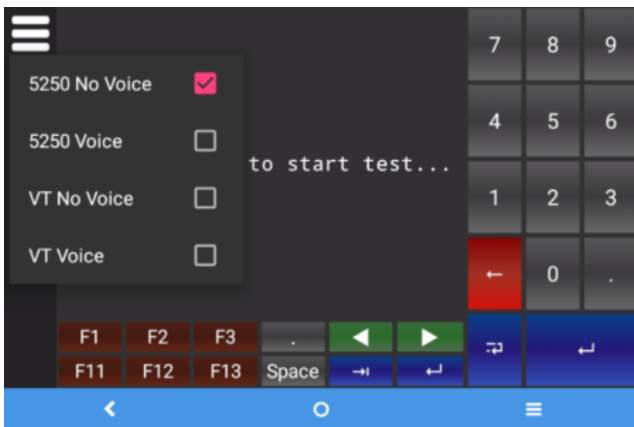 5250 No Voice
5250 Voice
to start test...
VT No Voice
VT Voice
7 8 9
4 5 6
1 2 3
0 .
F1 F2 F3 .
F11 F12 F13 Space